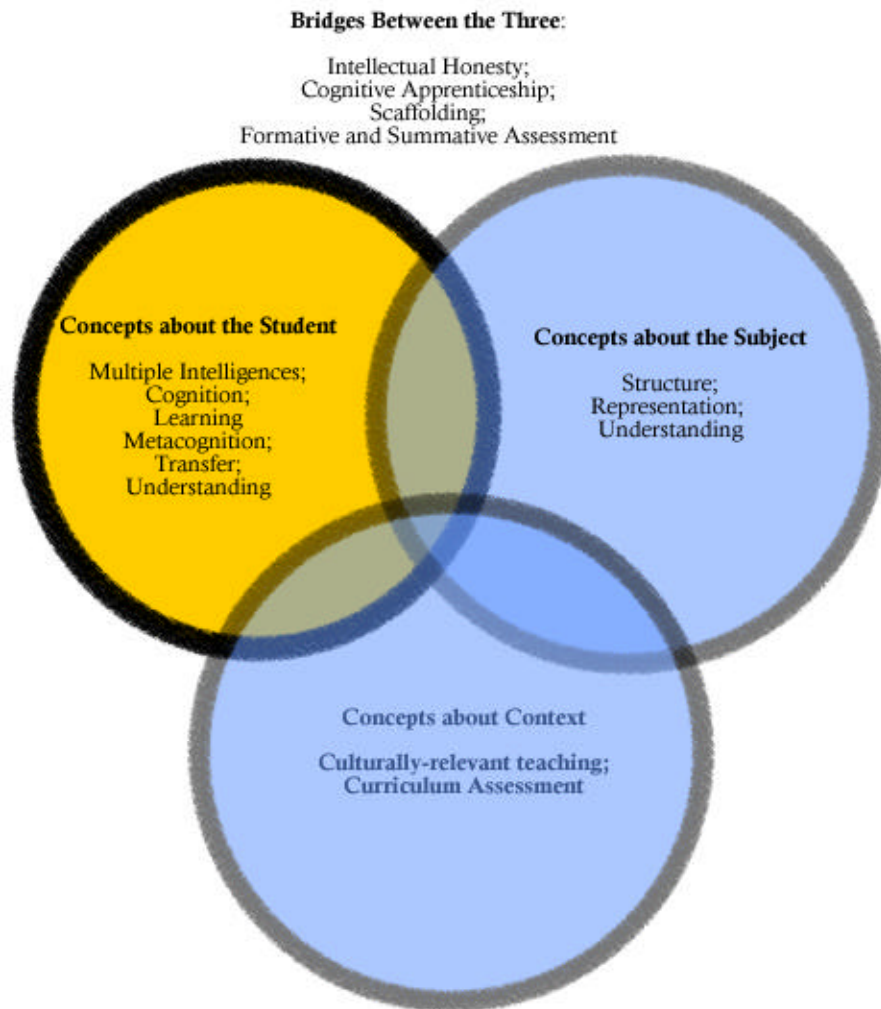 Bridges Between the Three:
Intellectual Honesty;
Cognitive Apprenticeship;
Scaffolding;
Formative and Summative Assessment
Concepts about the Student
Multiple Intelligences;
Cognition;
Learning
Metacognition;
Transfer;
Understanding
Concepts about the Subject
Structure;
Representation;
Understanding
Concepts about Context
Culturally-relevant teaching;
Curriculum Assessment